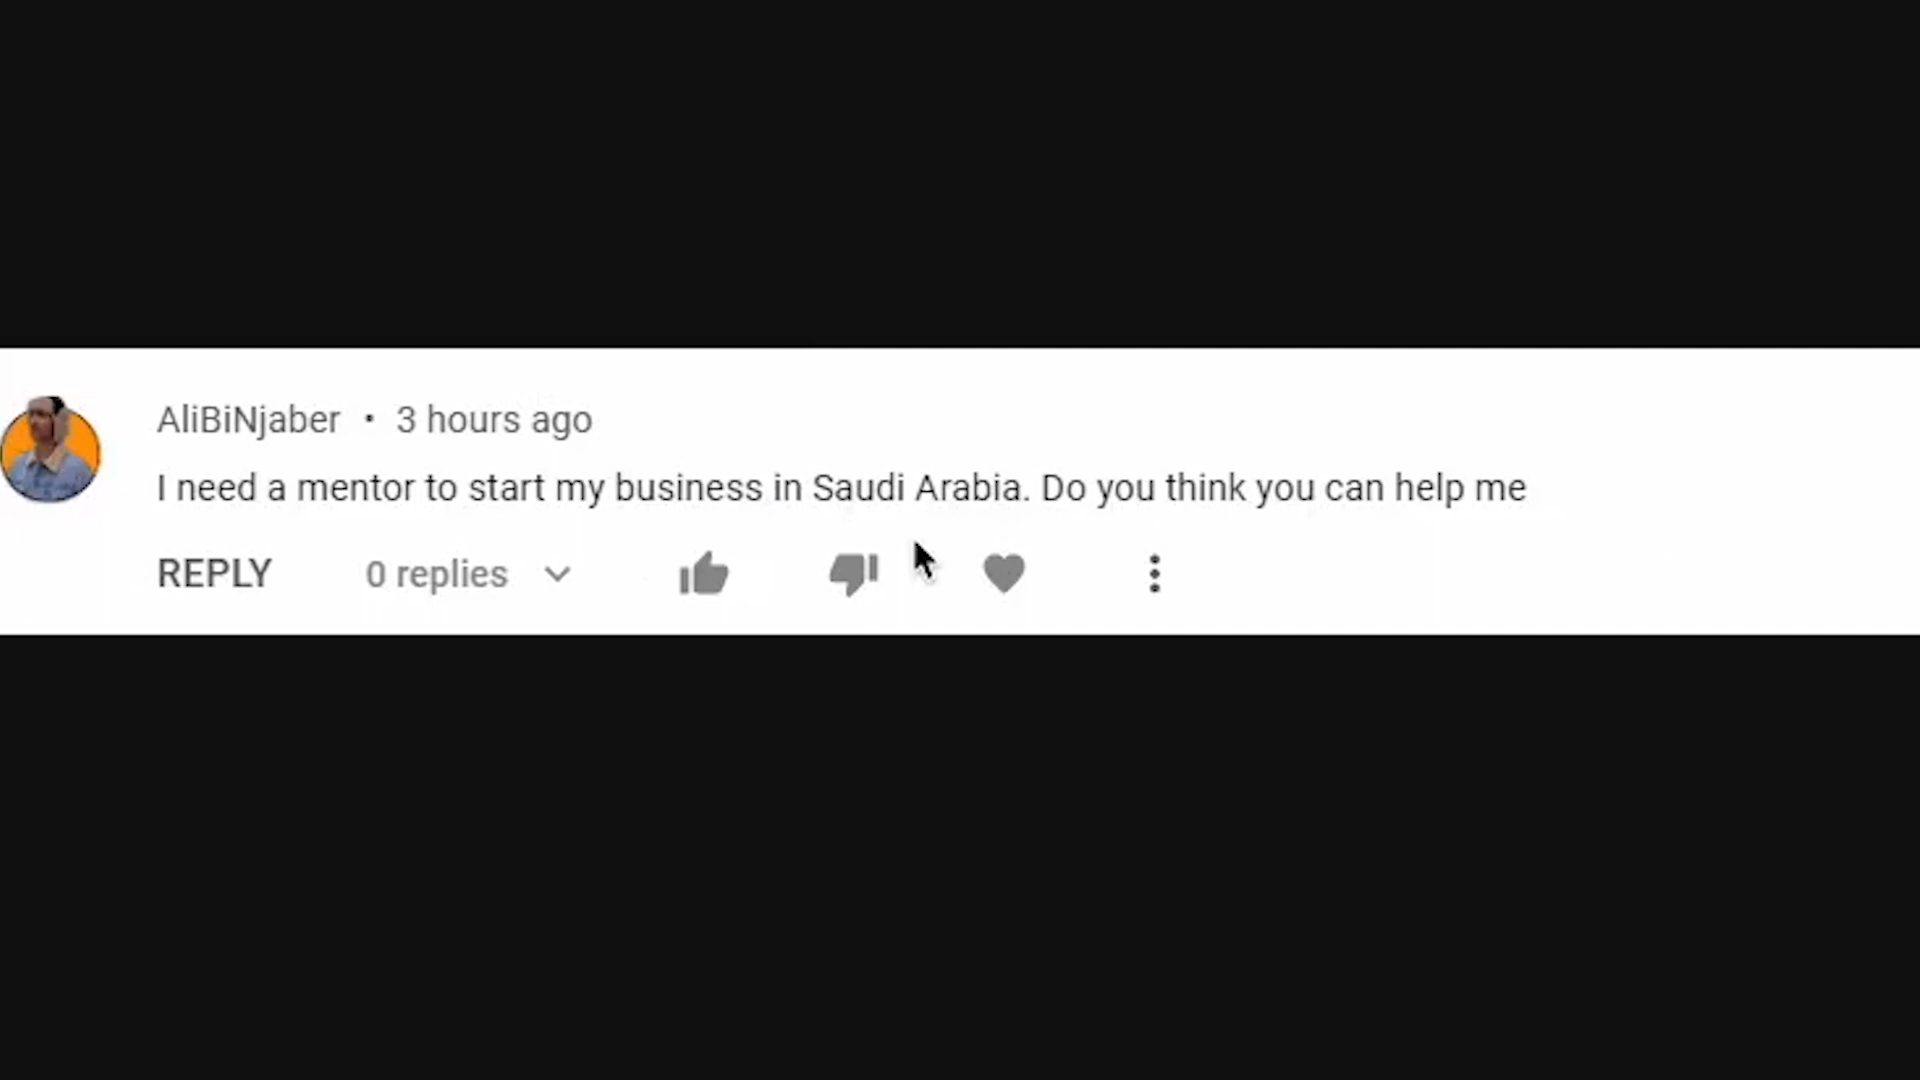 AliBiNjaber • 3 hours ago
I need a mentor to start my business in Saudi Arabia. Do you think you can help me
REPLY 0 replies